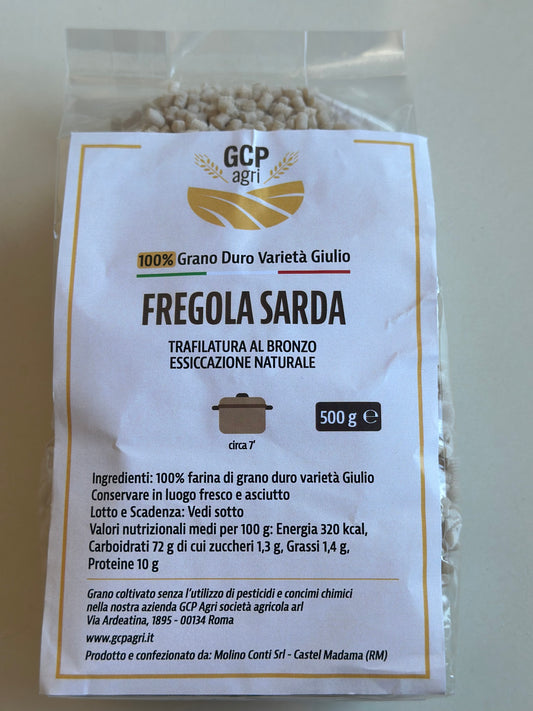 GCP
agri
100% Grano Duro Varietà Giulio
FREGOLA SARDA
TRAFILATURA AL BRONZO
ESSICCAZIONE NATURALE
500 g ℮
circa 7'
Ingredienti: 100% farina di grano duro varietà Giulio
Conservare in luogo fresco e asciutto
Lotto e Scadenza: Vedi sotto
Valori nutrizionali medi per 100 g: Energia 320 kcal,
Carboidrati 72 g di cui zuccheri 1,3 g, Grassi 1,4 g,
Proteine 10 g
Grano coltivato senza l'utilizzo di pesticidi e concimi chimici
nella nostra azienda GCP Agri società agricola arl
Via Ardeatina, 1895 - 00134 Roma
www.gcpagri.it
Prodotto e confezionato da: Molino Conti Srl - Castel Madama (RM)